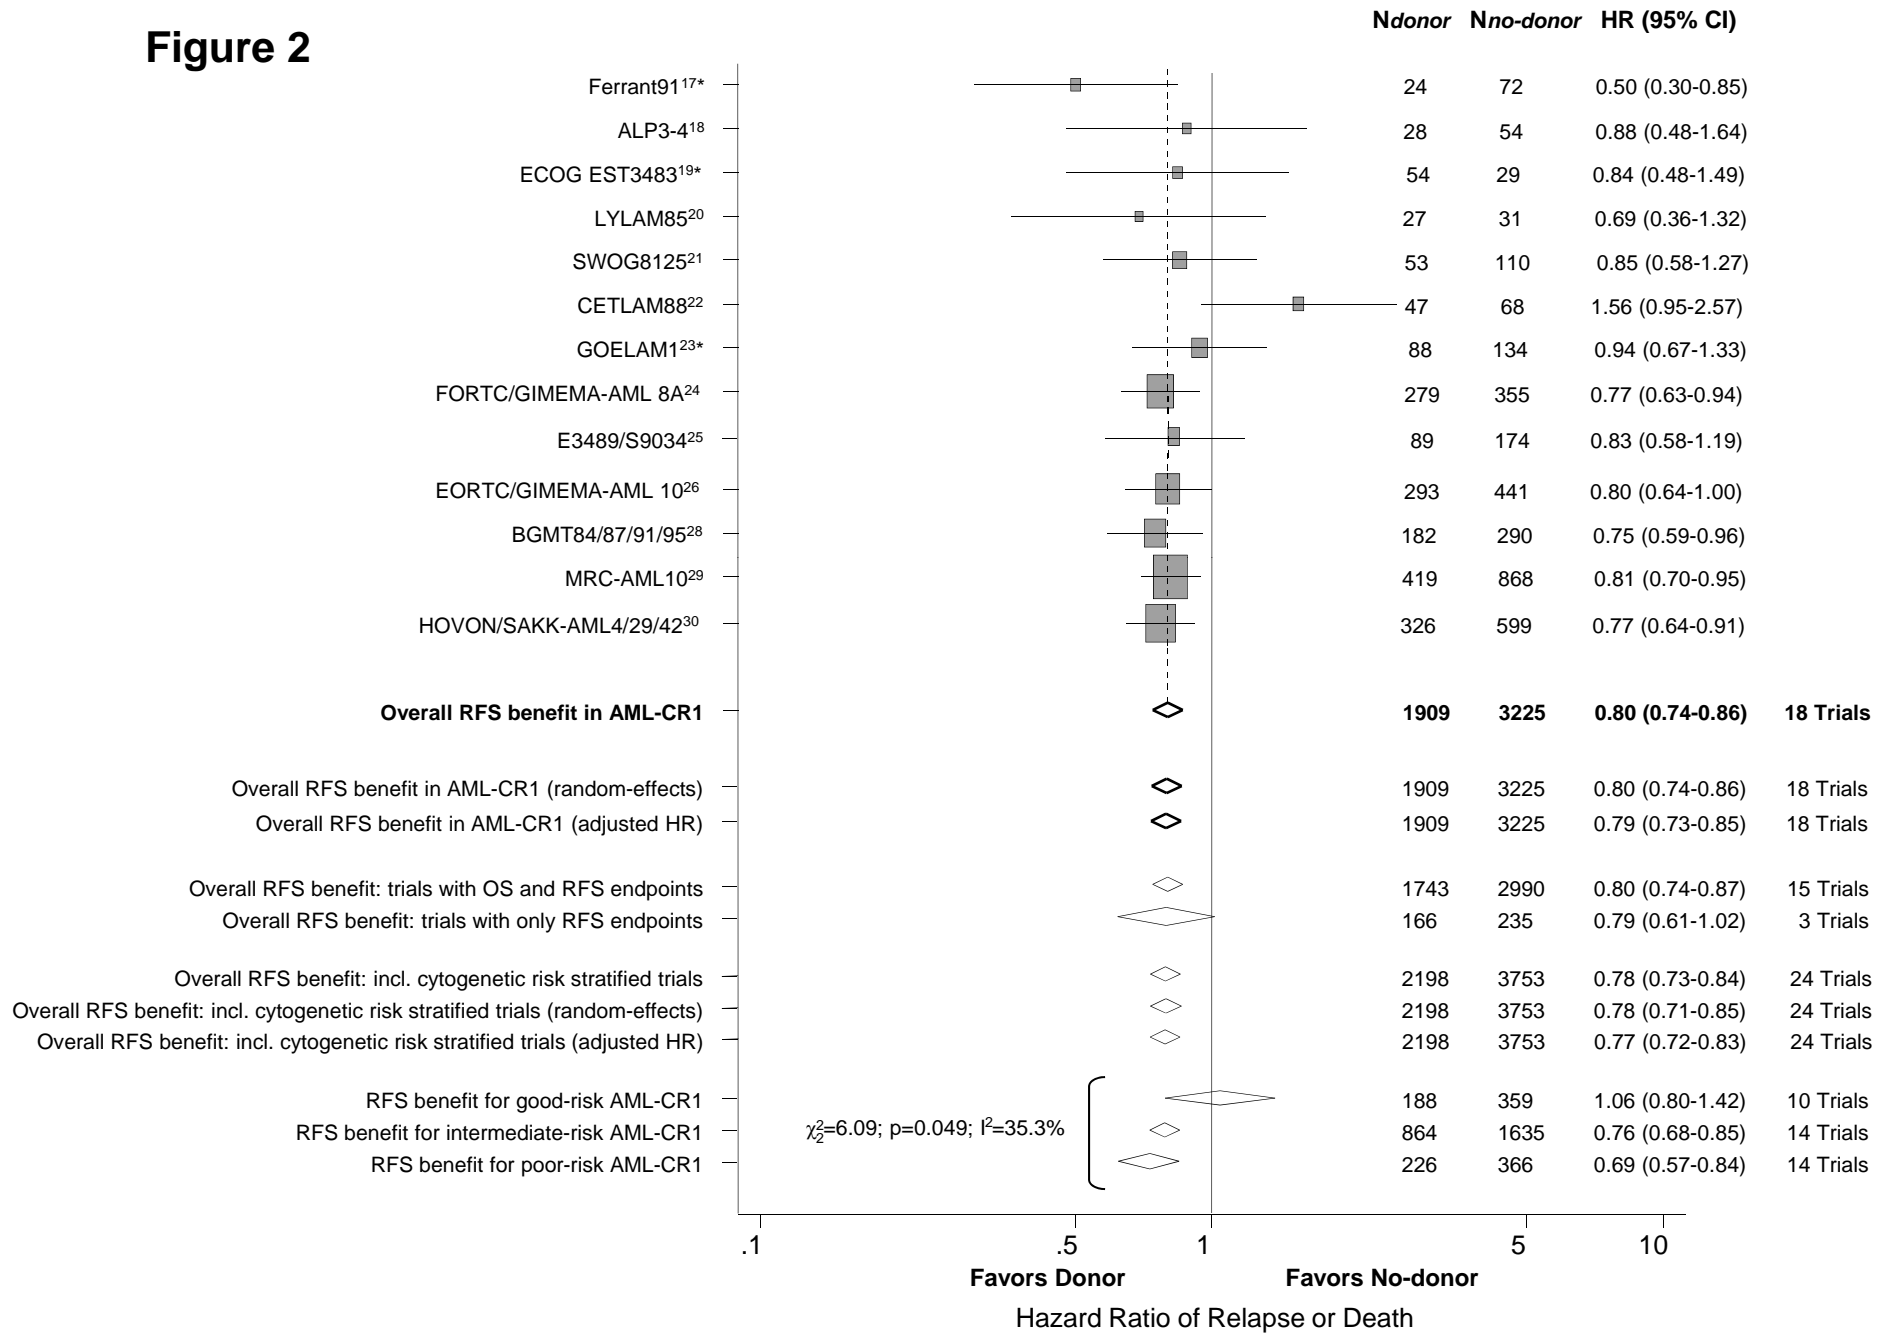 Ndonor Nno-donor HR (95% CI)
Figure 2
Ferrant91¹⁷* 24 72 0.50 (0.30-0.85)
ALP3-4¹⁸ 28 54 0.88 (0.48-1.64)
ECOG EST3483¹⁹* 54 29 0.84 (0.48-1.49)
LYLAM85²⁰ 27 31 0.69 (0.36-1.32)
SWOG8125²¹ 53 110 0.85 (0.58-1.27)
CETLAM88²² 47 68 1.56 (0.95-2.57)
GOELAM1²³* 88 134 0.94 (0.67-1.33)
FORTC/GIMEMA-AML 8A²⁴ 279 355 0.77 (0.63-0.94)
E3489/S9034²⁵ 89 174 0.83 (0.58-1.19)
EORTC/GIMEMA-AML 10²⁶ 293 441 0.80 (0.64-1.00)
BGMT84/87/91/95²⁸ 182 290 0.75 (0.59-0.96)
MRC-AML10²⁹ 419 868 0.81 (0.70-0.95)
HOVON/SAKK-AML4/29/42³⁰ 326 599 0.77 (0.64-0.91)
Overall RFS benefit in AML-CR1 1909 3225 0.80 (0.74-0.86) 18 Trials
Overall RFS benefit in AML-CR1 (random-effects) 1909 3225 0.80 (0.74-0.86) 18 Trials
Overall RFS benefit in AML-CR1 (adjusted HR) 1909 3225 0.79 (0.73-0.85) 18 Trials
Overall RFS benefit: trials with OS and RFS endpoints 1743 2990 0.80 (0.74-0.87) 15 Trials
Overall RFS benefit: trials with only RFS endpoints 166 235 0.79 (0.61-1.02) 3 Trials
Overall RFS benefit: incl. cytogenetic risk stratified trials 2198 3753 0.78 (0.73-0.84) 24 Trials
Overall RFS benefit: incl. cytogenetic risk stratified trials (random-effects) 2198 3753 0.78 (0.71-0.85) 24 Trials
Overall RFS benefit: incl. cytogenetic risk stratified trials (adjusted HR) 2198 3753 0.77 (0.72-0.83) 24 Trials
RFS benefit for good-risk AML-CR1 188 359 1.06 (0.80-1.42) 10 Trials
RFS benefit for intermediate-risk AML-CR1 χ²₂=6.09; p=0.049; I²=35.3% 864 1635 0.76 (0.68-0.85) 14 Trials
RFS benefit for poor-risk AML-CR1 226 366 0.69 (0.57-0.84) 14 Trials
.1 .5 1 5 10
Favors Donor Favors No-donor
Hazard Ratio of Relapse or Death